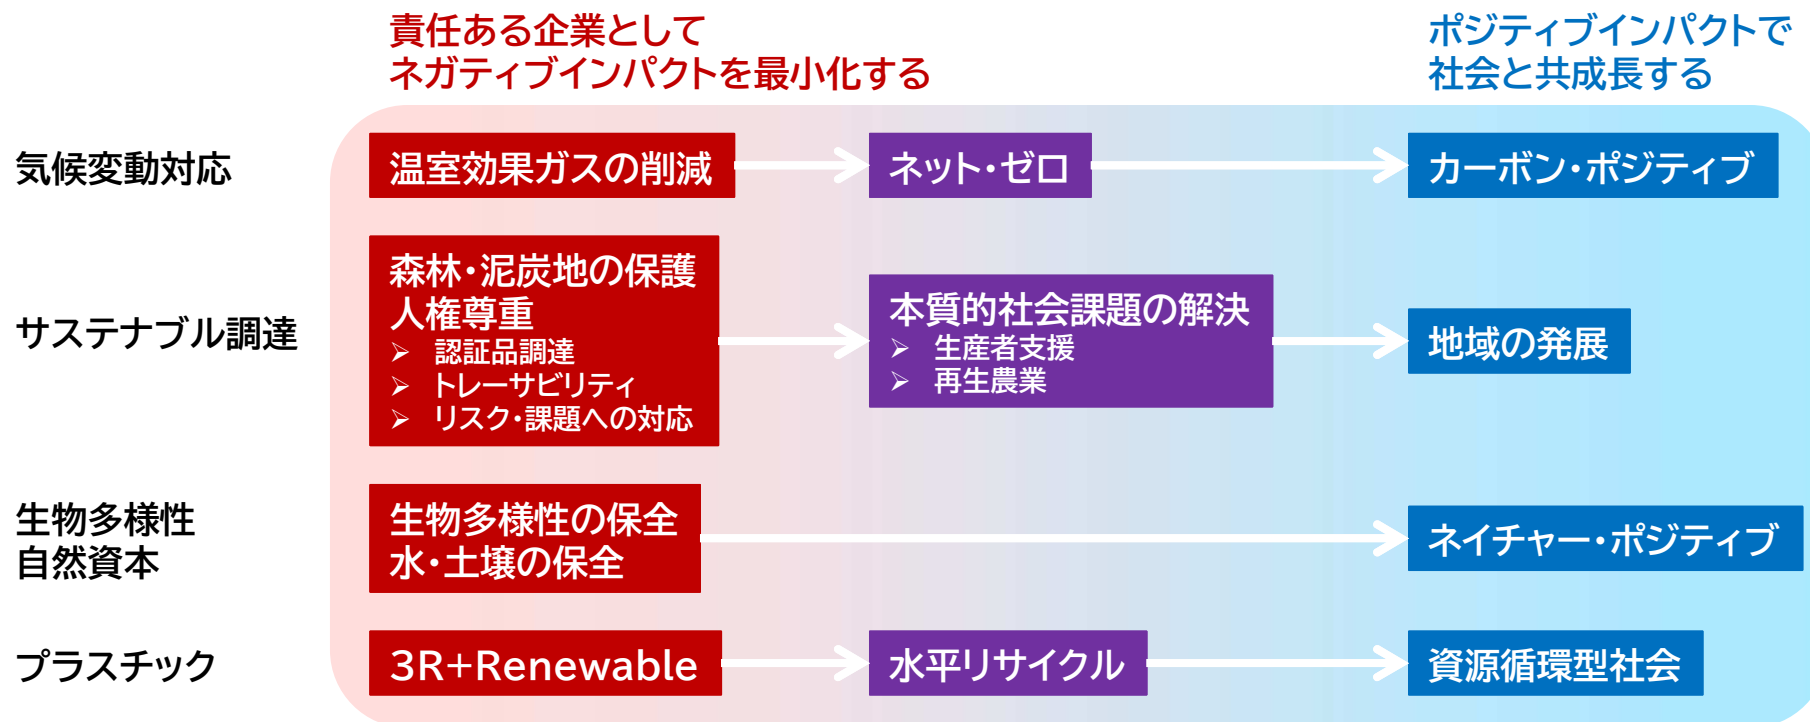 責任ある企業として
ネガティブインパクトを最小化する
ポジティブインパクトで
社会と共成長する
気候変動対応
温室効果ガスの削減
ネット・ゼロ
カーボン・ポジティブ
サステナブル調達
森林・泥炭地の保護
人権尊重
➢ 認証品調達
➢ トレーサビリティ
➢ リスク・課題への対応
本質的社会課題の解決
➢ 生産者支援
➢ 再生農業
地域の発展
生物多様性
自然資本
生物多様性の保全
水・土壌の保全
ネイチャー・ポジティブ
プラスチック
3R+Renewable
水平リサイクル
資源循環型社会